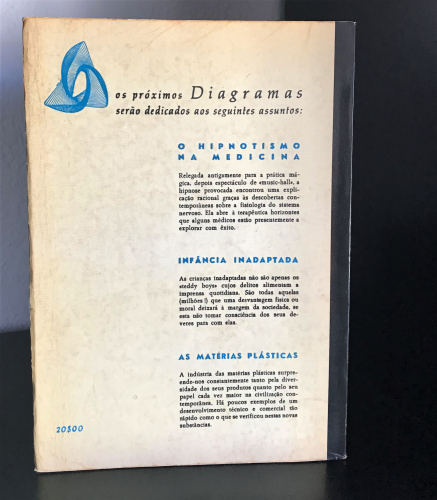 os próximos Diagramas
serão dedicados aos seguintes assuntos:
O HIPNOTISMO
NA MEDICINA
Relegada antigamente para a prática má-
gica, depois espectáculo de «music-hall», a
hipnose provocada encontrou uma expli-
cação racional graças às descobertas con-
temporâneas sobre a fisiologia do sistema
nervoso. Ela abre à terapêutica horizontes
que alguns médicos estão presentemente a
explorar com êxito.
INFÂNCIA INADAPTADA
As crianças inadaptadas não são apenas os
«teddy boys» cujos delitos alimentam a
imprensa quotidiana. São todas aquelas
(milhões!) que uma desvantagem física ou
moral deixará à margem da sociedade, se
esta não tomar consciência dos seus de-
veres para com elas.
AS MATÉRIAS PLÁSTICAS
A indústria das matérias plásticas surpre-
ende-nos constantemente tanto pela diver-
sidade dos seus produtos quanto pelo seu
papel cada vez maior na civilização con-
temporânea. Há poucos exemplos de um
desenvolvimento técnico e comercial tão
rápido como o que se verificou nestas novas
substâncias.
20$00